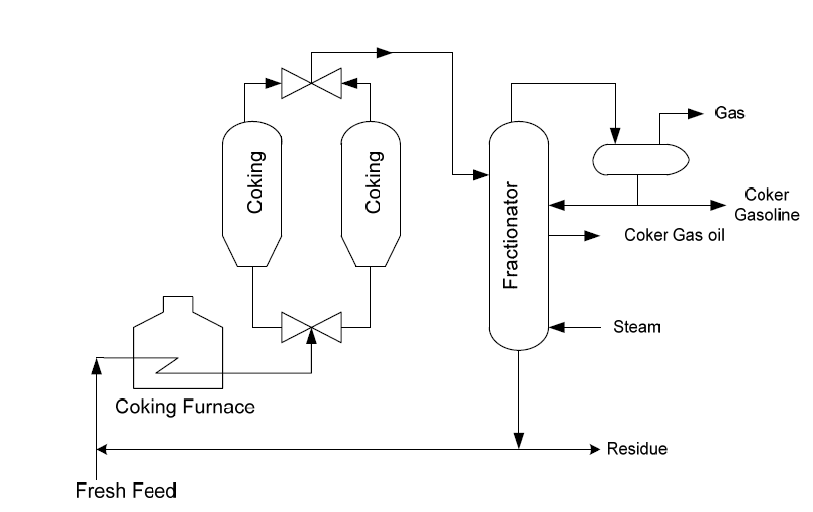 Gas
Coking
Coking
Fractionator
Coker
Gasoline
Coker Gas oil
Steam
Coking Furnace
Residue
Fresh Feed